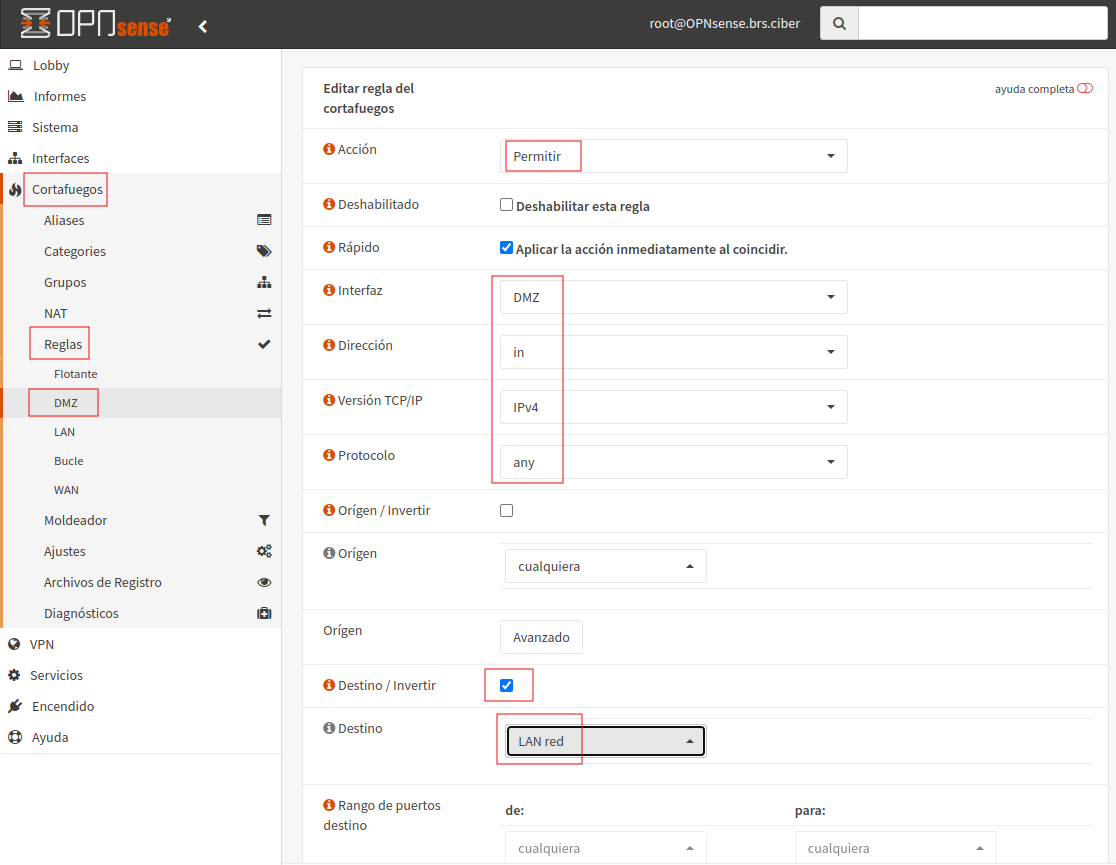 OPNsense
root@OPNsense.brs.ciber
Lobby
Informes
Sistema
Interfaces
Cortafuegos
Aliases
Categories
Grupos
NAT
Reglas
Flotante
DMZ
LAN
Bucle
WAN
Moldeador
Ajustes
Archivos de Registro
Diagnósticos
VPN
Servicios
Encendido
Ayuda
Editar regla del
cortafuegos
ayuda completa
Acción
Permitir
Deshabilitado
Deshabilitar esta regla
Rápido
Aplicar la acción inmediatamente al coincidir.
Interfaz
DMZ
Dirección
in
Versión TCP/IP
IPv4
Protocolo
any
Orígen / Invertir
Orígen
cualquiera
Orígen
Avanzado
Destino / Invertir
Destino
LAN red
Rango de puertos
destino
de:
para:
cualquiera
cualquiera